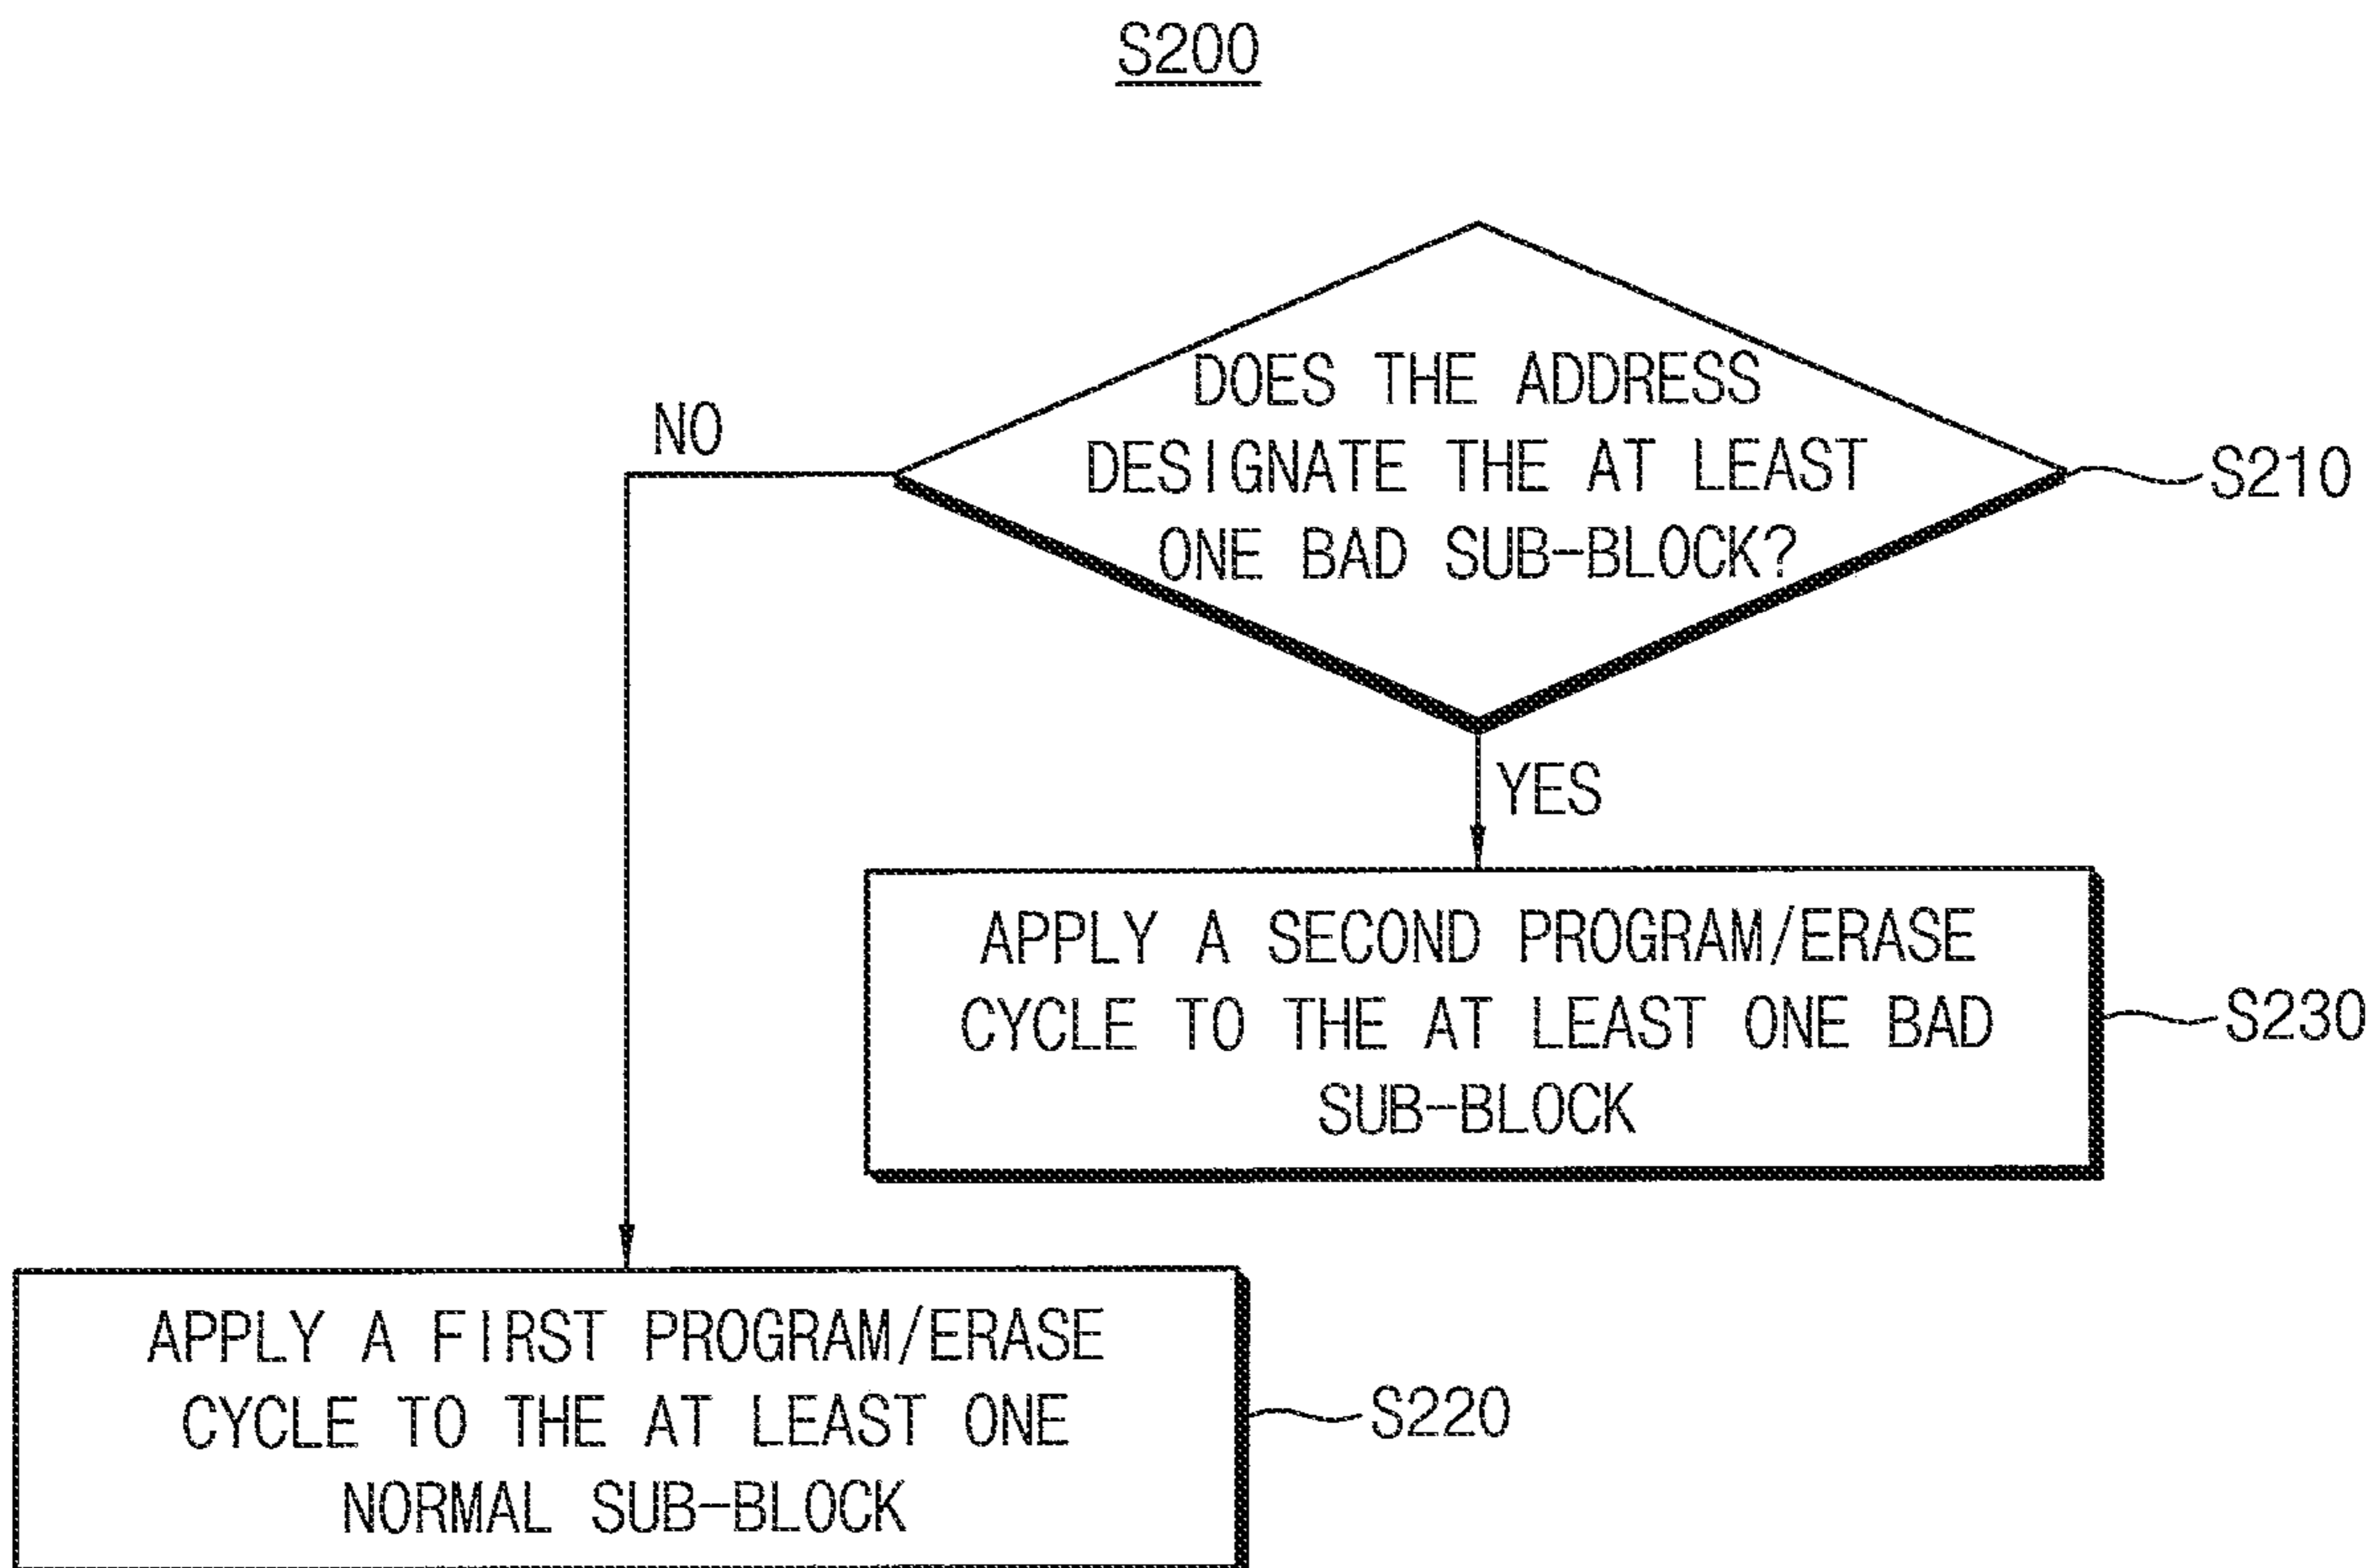 S200
DOES THE ADDRESS
DESIGNATE THE AT LEAST
ONE BAD SUB-BLOCK?
S210
NO
YES
APPLY A SECOND PROGRAM/ERASE
CYCLE TO THE AT LEAST ONE BAD
SUB-BLOCK
S230
APPLY A FIRST PROGRAM/ERASE
CYCLE TO THE AT LEAST ONE
NORMAL SUB-BLOCK
S220